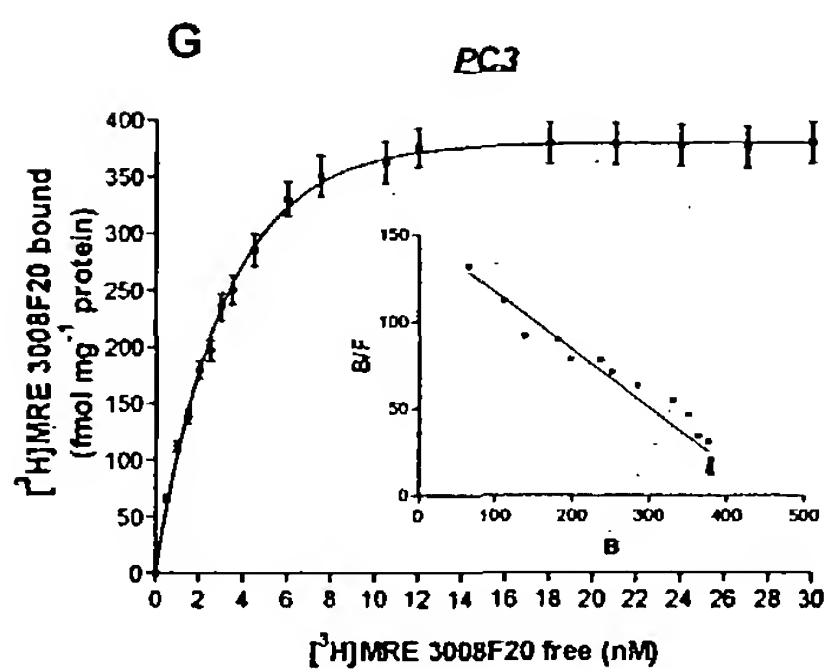 G
PC3
400
350
300
250
200
150
100
50
0
[³H]MRE 3008F20 bound
(fmol mg⁻¹ protein)
150
100
50
0
B/F
0 100 200 300 400 500
B
0 2 4 6 8 10 12 14 16 18 20 22 24 26 28 30
[³H]MRE 3008F20 free (nM)